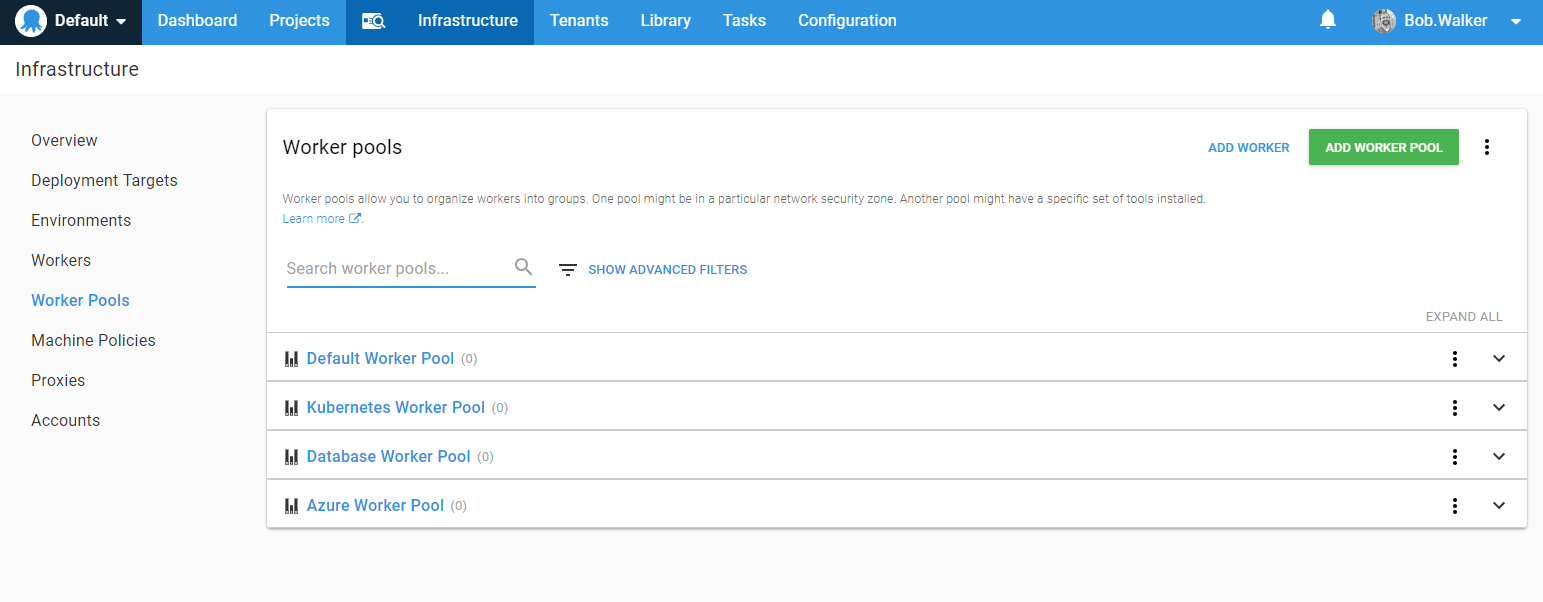 Default Dashboard Projects Infrastructure Tenants Library Tasks Configuration Bob.Walker
Infrastructure
Overview
Deployment Targets
Environments
Workers
Worker Pools
Machine Policies
Proxies
Accounts
Worker pools ADD WORKER ADD WORKER POOL
Worker pools allow you to organize workers into groups. One pool might be in a particular network security zone. Another pool might have a specific set of tools installed.
Learn more .
Search worker pools... SHOW ADVANCED FILTERS
EXPAND ALL
Default Worker Pool (0)
Kubernetes Worker Pool (0)
Database Worker Pool (0)
Azure Worker Pool (0)